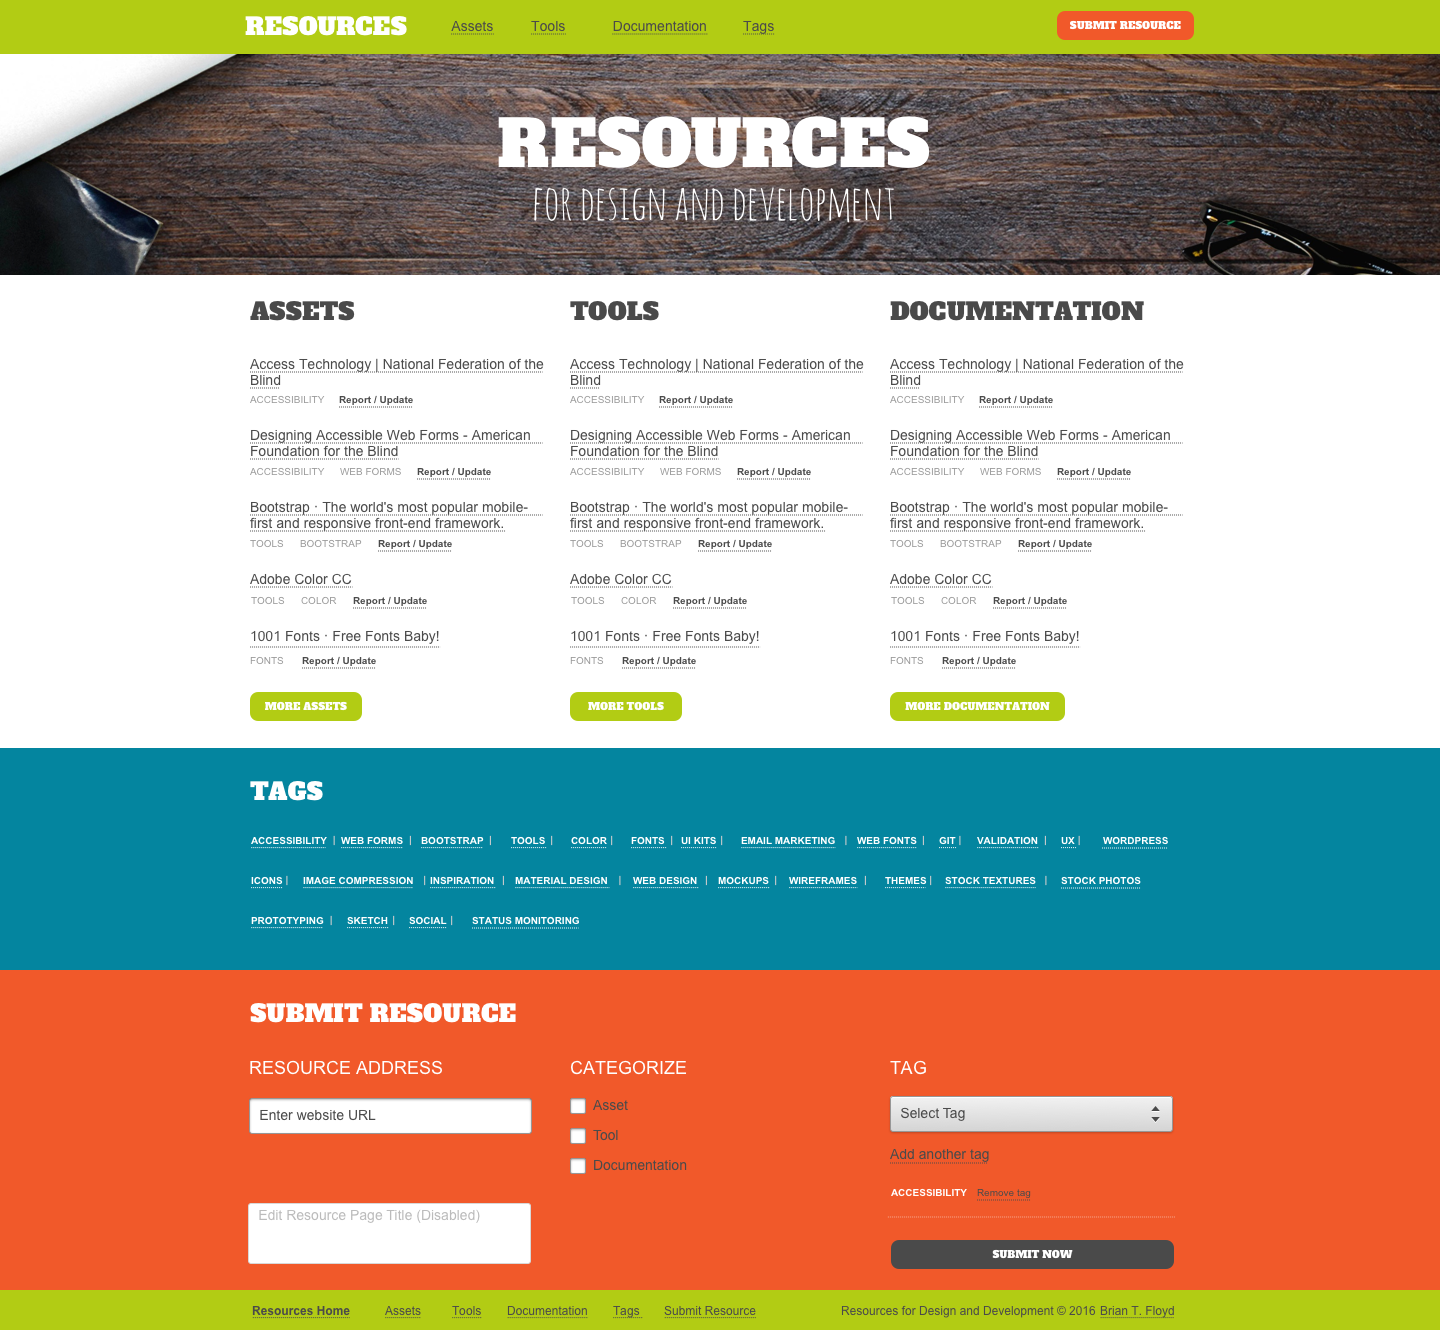 RESOURCES Assets Tools Documentation Tags SUBMIT RESOURCE
RESOURCES
FOR DESIGN AND DEVELOPMENT
ASSETS
Access Technology | National Federation of the
Blind
ACCESSIBILITY Report / Update
Designing Accessible Web Forms - American
Foundation for the Blind
ACCESSIBILITY WEB FORMS Report / Update
Bootstrap · The world's most popular mobile-
first and responsive front-end framework.
TOOLS BOOTSTRAP Report / Update
Adobe Color CC
TOOLS COLOR Report / Update
1001 Fonts · Free Fonts Baby!
FONTS Report / Update
MORE ASSETS
TOOLS
Access Technology | National Federation of the
Blind
ACCESSIBILITY Report / Update
Designing Accessible Web Forms - American
Foundation for the Blind
ACCESSIBILITY WEB FORMS Report / Update
Bootstrap · The world's most popular mobile-
first and responsive front-end framework.
TOOLS BOOTSTRAP Report / Update
Adobe Color CC
TOOLS COLOR Report / Update
1001 Fonts · Free Fonts Baby!
FONTS Report / Update
MORE TOOLS
DOCUMENTATION
Access Technology | National Federation of the
Blind
ACCESSIBILITY Report / Update
Designing Accessible Web Forms - American
Foundation for the Blind
ACCESSIBILITY WEB FORMS Report / Update
Bootstrap · The world's most popular mobile-
first and responsive front-end framework.
TOOLS BOOTSTRAP Report / Update
Adobe Color CC
TOOLS COLOR Report / Update
1001 Fonts · Free Fonts Baby!
FONTS Report / Update
MORE DOCUMENTATION
TAGS
ACCESSIBILITY | WEB FORMS | BOOTSTRAP | TOOLS | COLOR | FONTS | UI KITS | EMAIL MARKETING | WEB FONTS | GIT | VALIDATION | UX | WORDPRESS
ICONS | IMAGE COMPRESSION | INSPIRATION | MATERIAL DESIGN | WEB DESIGN | MOCKUPS | WIREFRAMES | THEMES | STOCK TEXTURES | STOCK PHOTOS
PROTOTYPING | SKETCH | SOCIAL | STATUS MONITORING
SUBMIT RESOURCE
RESOURCE ADDRESS
Enter website URL
Edit Resource Page Title (Disabled)
CATEGORIZE
Asset
Tool
Documentation
TAG
Select Tag
Add another tag
ACCESSIBILITY Remove tag
SUBMIT NOW
Resources Home Assets Tools Documentation Tags Submit Resource Resources for Design and Development © 2016 Brian T. Floyd